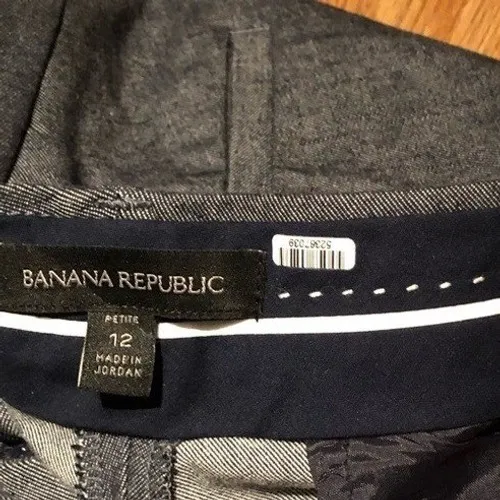 BANANA REPUBLIC
PETITE
12
MADE IN
JORDAN